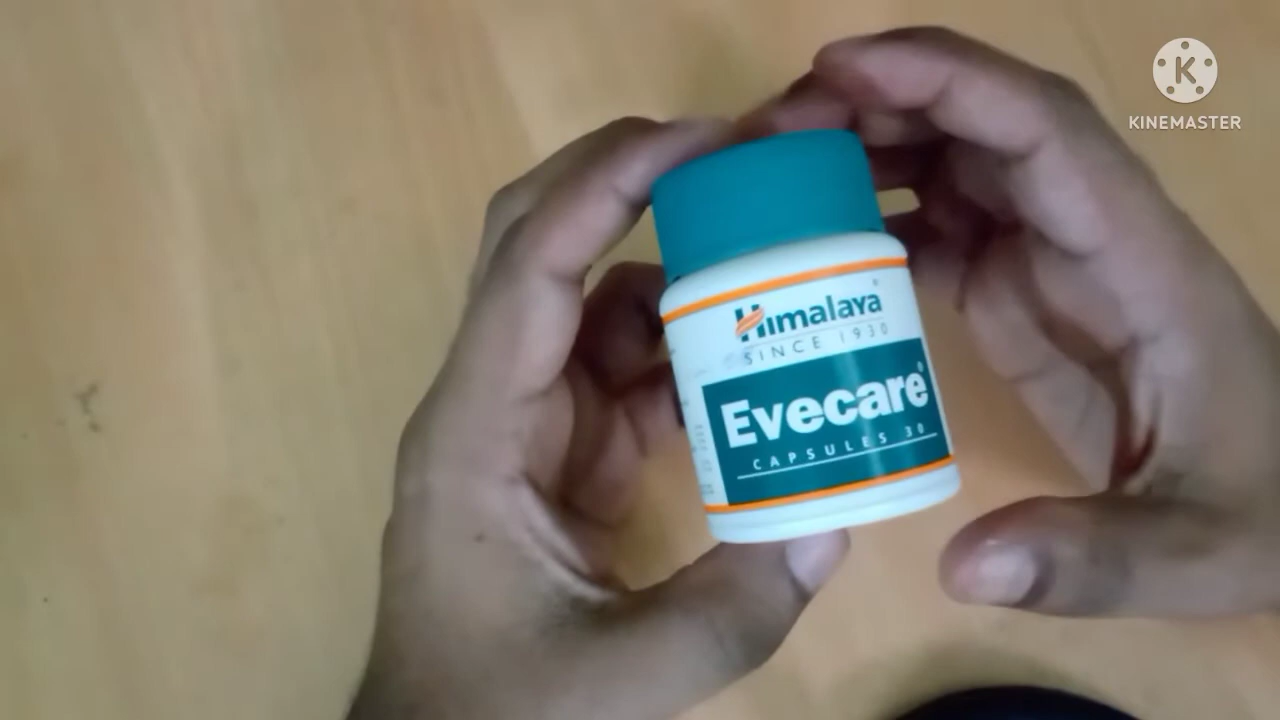 KINEMASTER
Himalaya
SINCE 1930
Evecare®
CAPSULES 30